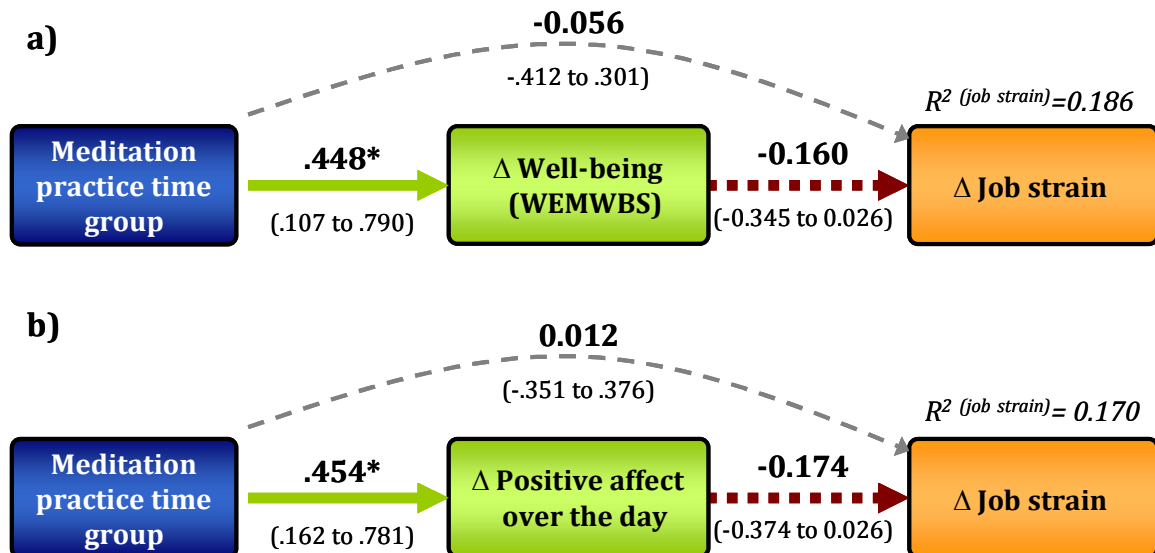 a)
-0.056
-.412 to .301)
R² (job strain)=0.186
Meditation
practice time
group
.448*
(.107 to .790)
Δ Well-being
(WEMWBS)
-0.160
(-0.345 to 0.026)
Δ Job strain
b)
0.012
(-.351 to .376)
R² (job strain)= 0.170
Meditation
practice time
group
.454*
(.162 to .781)
Δ Positive affect
over the day
-0.174
(-0.374 to 0.026)
Δ Job strain